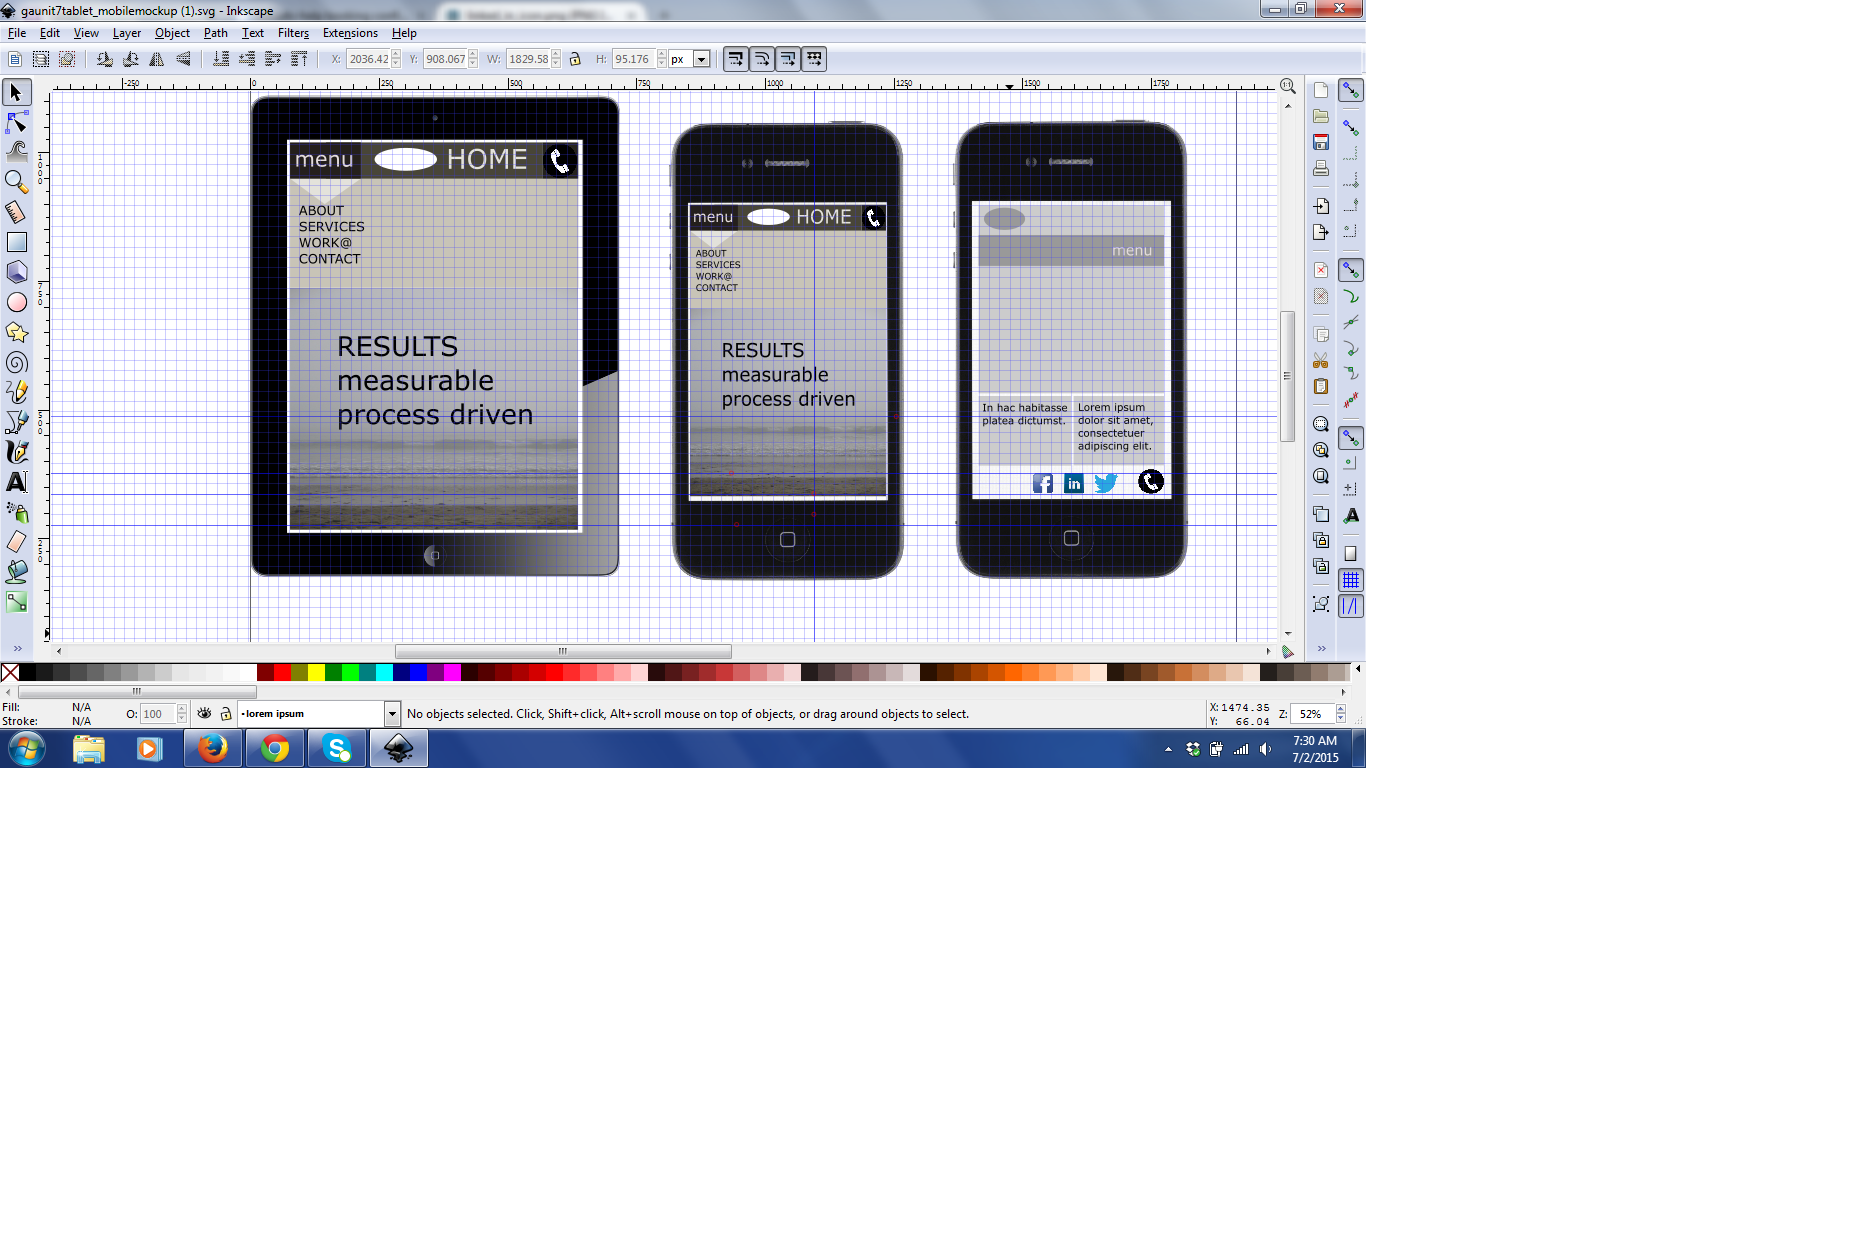 gaunit7tablet_mobilemockup (1).svg - Inkscape
File Edit View Layer Object Path Text Filters Extensions Help
X: 2036.42 Y: 908.067 W: 1829.58 H: 95.176 px
-250 0 250 500 750 1000 1250 1500 1750
1000
750
500
250
menu HOME
ABOUT
SERVICES
WORK@
CONTACT
RESULTS
measurable
process driven
menu HOME
ABOUT
SERVICES
WORK@
CONTACT
RESULTS
measurable
process driven
menu
In hac habitasse
platea dictumst.
Lorem ipsum
dolor sit amet,
consectetuer
adipiscing elit.
f in
Fill: N/A
Stroke: N/A
O: 100
-lorem ipsum
No objects selected. Click, Shift+click, Alt+scroll mouse on top of objects, or drag around objects to select.
X: 1474.35
Y: 66.04
Z: 52%
7:30 AM
7/2/2015